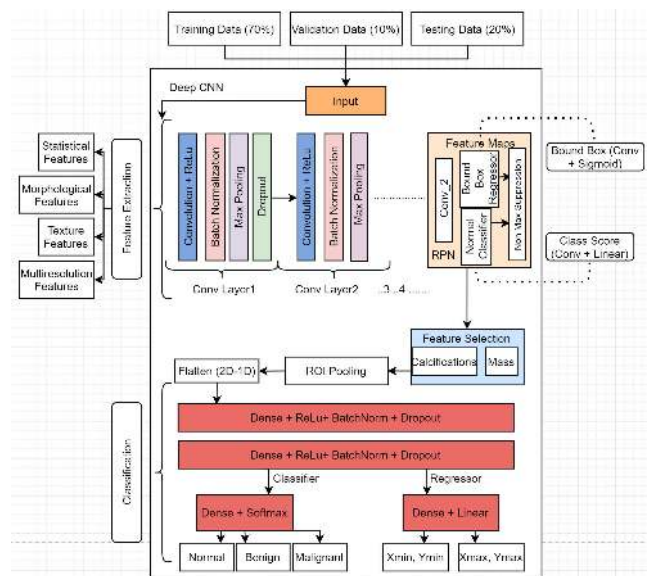 Training Data (70%)
Validation Data (10%)
Testing Data (20%)
Deep CNN
Input
Statistical
Features
Morphological
Features
Texture
Features
Multiresolution
Features
Feature Extraction
Convolution + ReLu
Batch Normalization
Max Pooling
Dropout
Convolution + ReLu
Batch Normalization
Max Pooling
Conv Layer1
Conv Layer2
..3 ..4 .......
Feature Maps
Conv_2
Bound
Box
Regressor
Normal
Classifier
Non Max Suppression
RPN
Bound Box (Conv
+ Sigmoid)
Class Score
(Conv + Linear)
Feature Selection
Calcifications
Mass
ROI Pooling
Flatten (2D-1D)
Classification
Dense + ReLu+ BatchNorm + Dropout
Dense + ReLu+ BatchNorm + Dropout
Classifier
Regressor
Dense + Softmax
Dense + Linear
Normal
Benign
Malignant
Xmin, Ymin
Xmax, Ymax